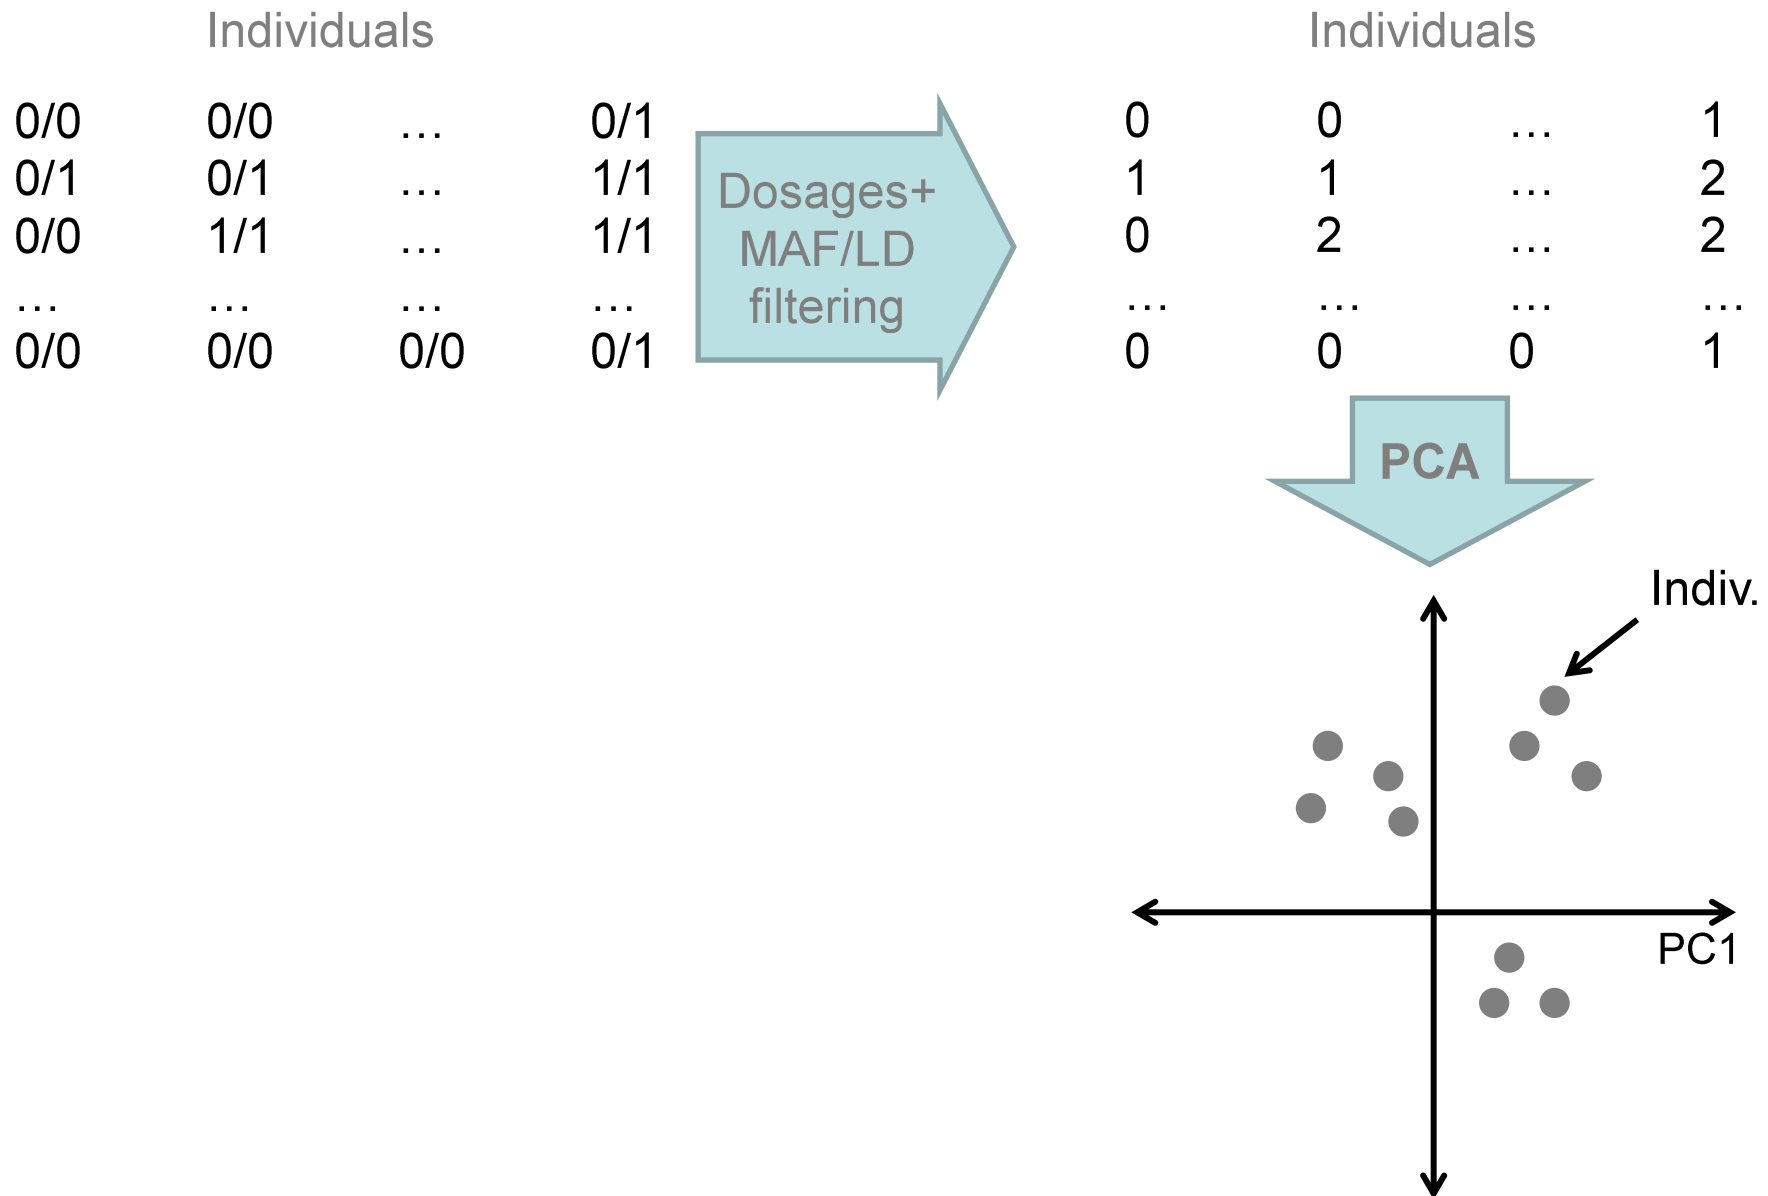 Individuals
0/0 0/0 … 0/1
0/1 0/1 … 1/1
0/0 1/1 … 1/1
… … … …
0/0 0/0 0/0 0/1
Dosages+
MAF/LD
filtering
Individuals
0 0 … 1
1 1 … 2
0 2 … 2
… … … …
0 0 0 1
PCA
Indiv.
PC1